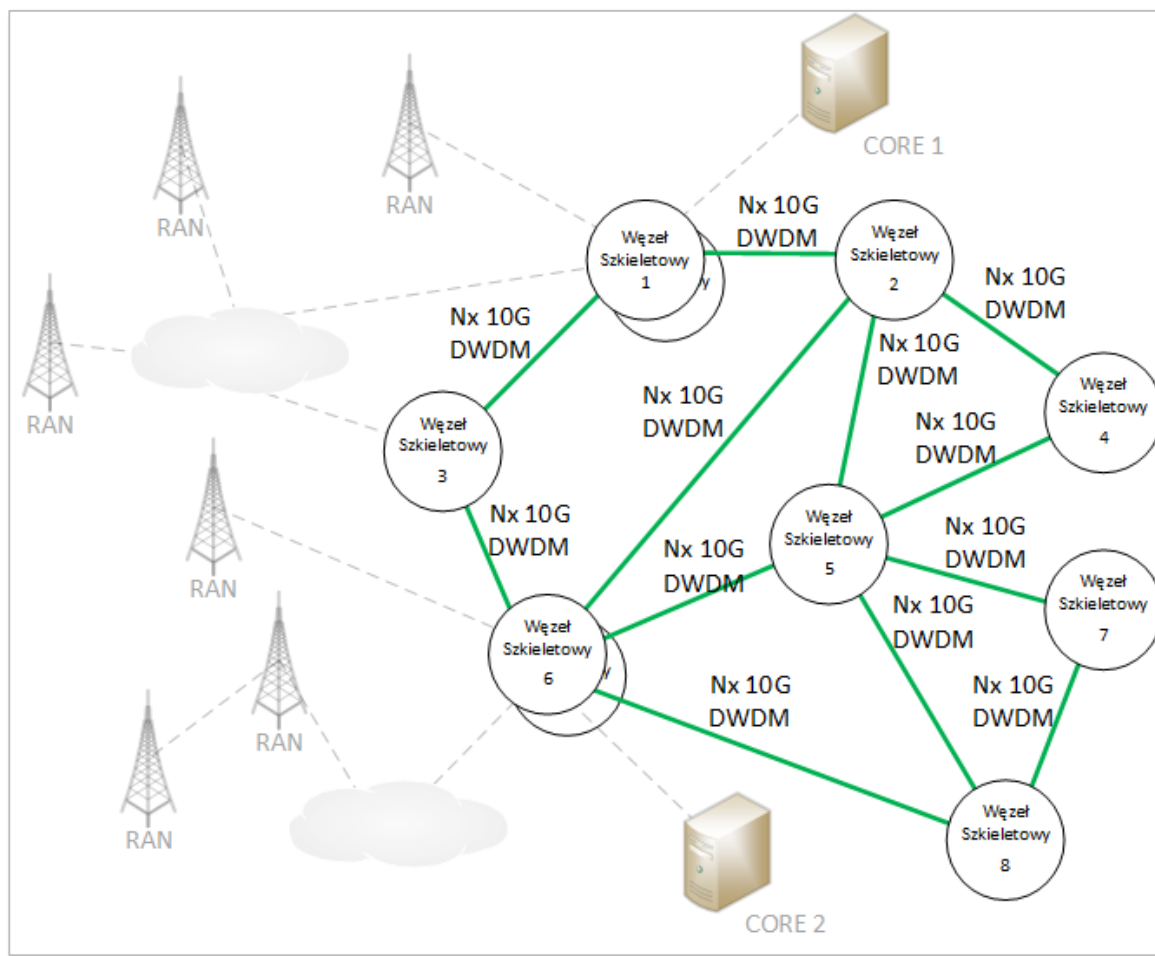 CORE 1
RAN
RAN
Nx 10G
DWDM
Węzeł
Szkieletowy
1
y
Węzeł
Szkieletowy
2
Nx 10G
DWDM
Nx 10G
DWDM
Nx 10G
DWDM
RAN
Nx 10G
DWDM
Węzeł
Szkieletowy
4
Węzeł
Szkieletowy
3
Nx 10G
DWDM
Nx 10G
DWDM
Węzeł
Szkieletowy
5
Nx 10G
DWDM
Nx 10G
DWDM
Węzeł
Szkieletowy
7
Nx 10G
DWDM
Węzeł
Szkieletowy
6
y
Nx 10G
DWDM
Nx 10G
DWDM
RAN
RAN
Węzeł
Szkieletowy
8
CORE 2